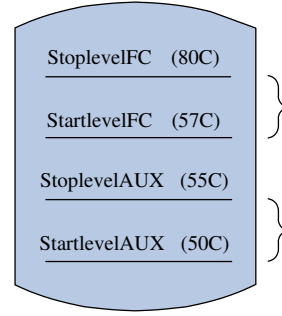 StoplevelFC (80C)
StartlevelFC (57C)
StoplevelAUX (55C)
StartlevelAUX (50C)